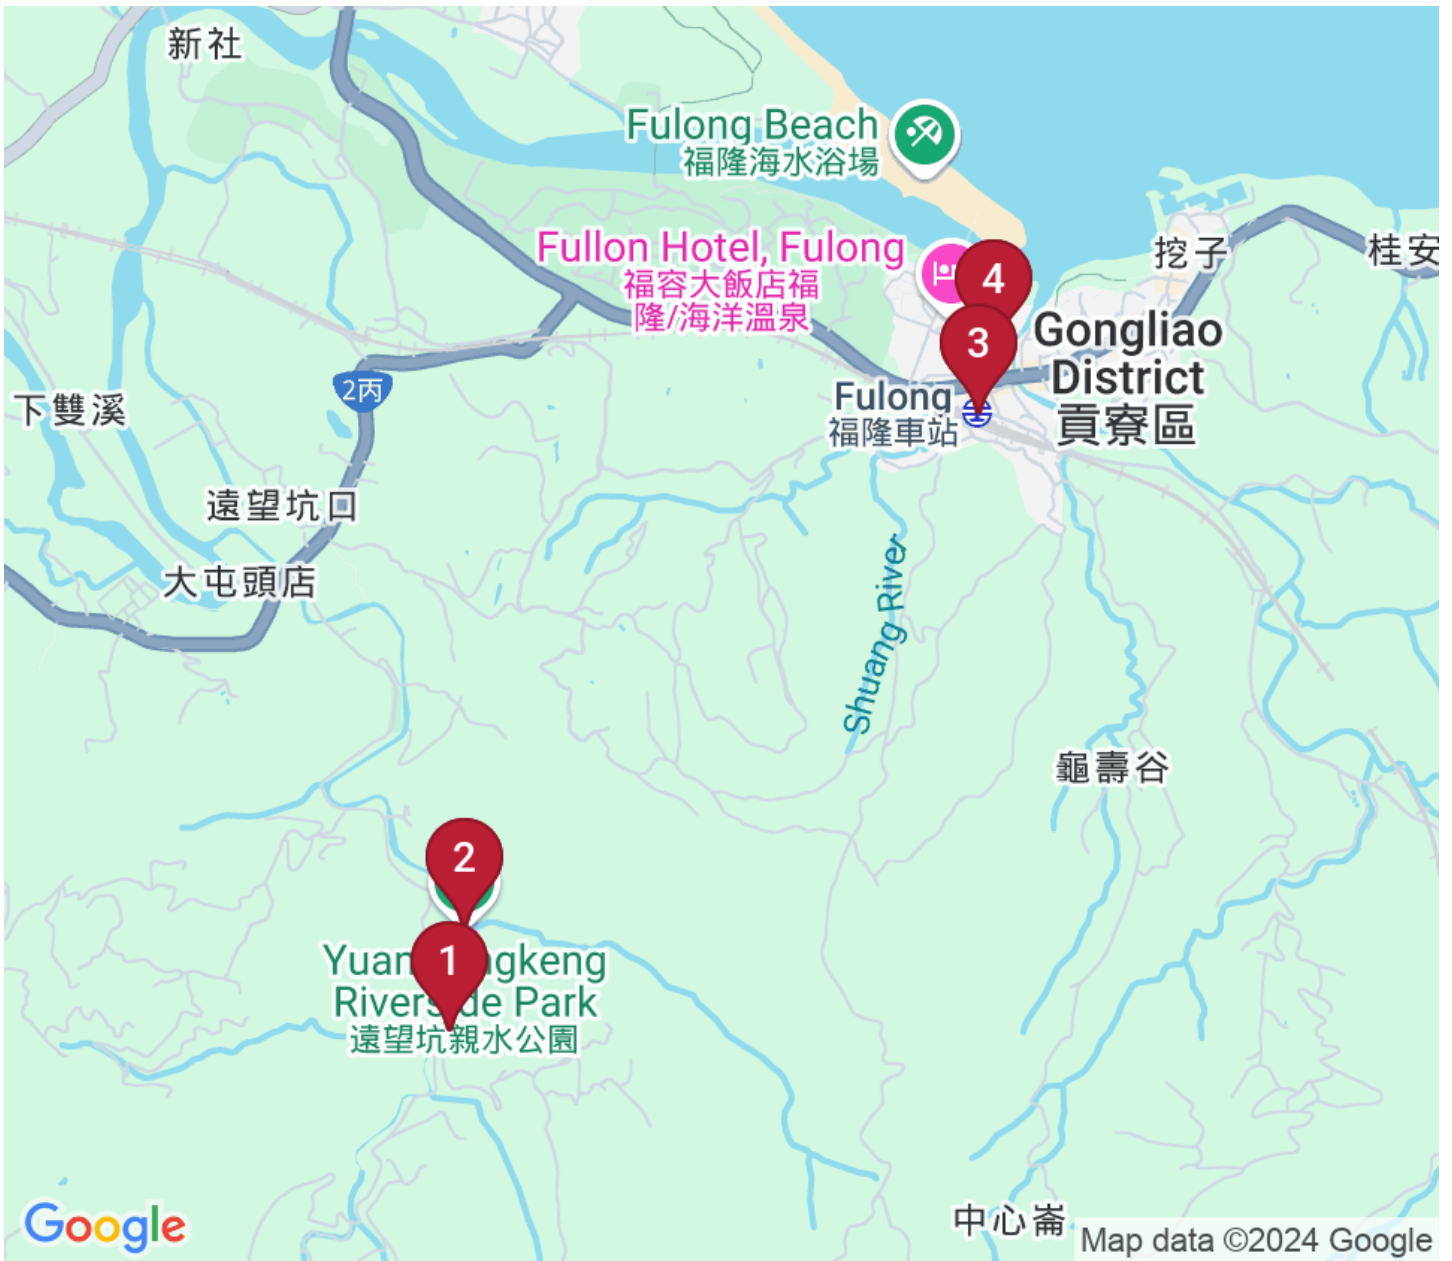 新社
Fulong Beach
福隆海水浴場
挖子
桂安
Fullon Hotel, Fulong
福容大飯店福
隆/海洋溫泉
4
3
Gongliao
District
貢寮區
2丙
Fulong
福隆車站
下雙溪
遠望坑口
大屯頭店
Shuang River
龜壽谷
2
1
Riverside Park
遠望坑親水公園
中心崙
Google
Map data ©2024 Google